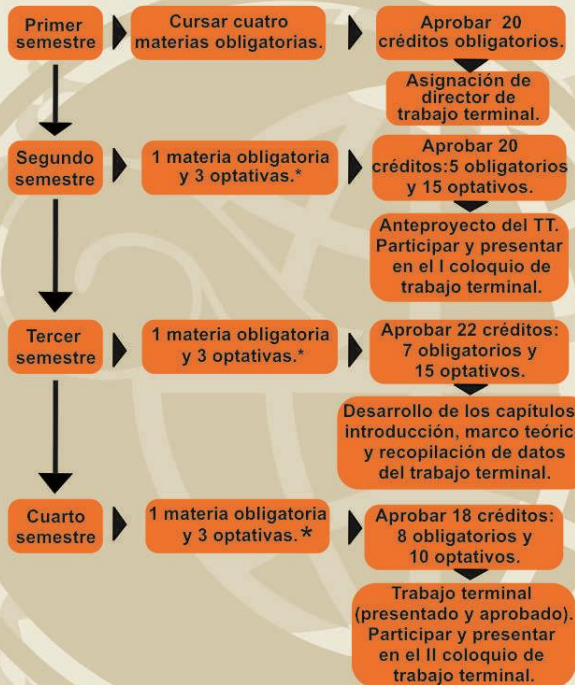 Primer
semestre
Cursar cuatro
materias obligatorias.
Aprobar 20
créditos obligatorios.
Asignación de
director de
trabajo terminal.
Segundo
semestre
1 materia obligatoria
y 3 optativas.*
Aprobar 20
créditos:5 obligatorios
y 15 optativos.
Anteproyecto del TT.
Participar y presentar
en el I coloquio de
trabajo terminal.
Tercer
semestre
1 materia obligatoria
y 3 optativas.*
Aprobar 22 créditos:
7 obligatorios y
15 optativos.
Desarrollo de los capítulos
introducción, marco teóric
y recopilación de datos
del trabajo terminal.
Cuarto
semestre
1 materia obligatoria
y 3 optativas.*
Aprobar 18 créditos:
8 obligatorios y
10 optativos.
Trabajo terminal
(presentado y aprobado).
Participar y presentar
en el II coloquio de
trabajo terminal.